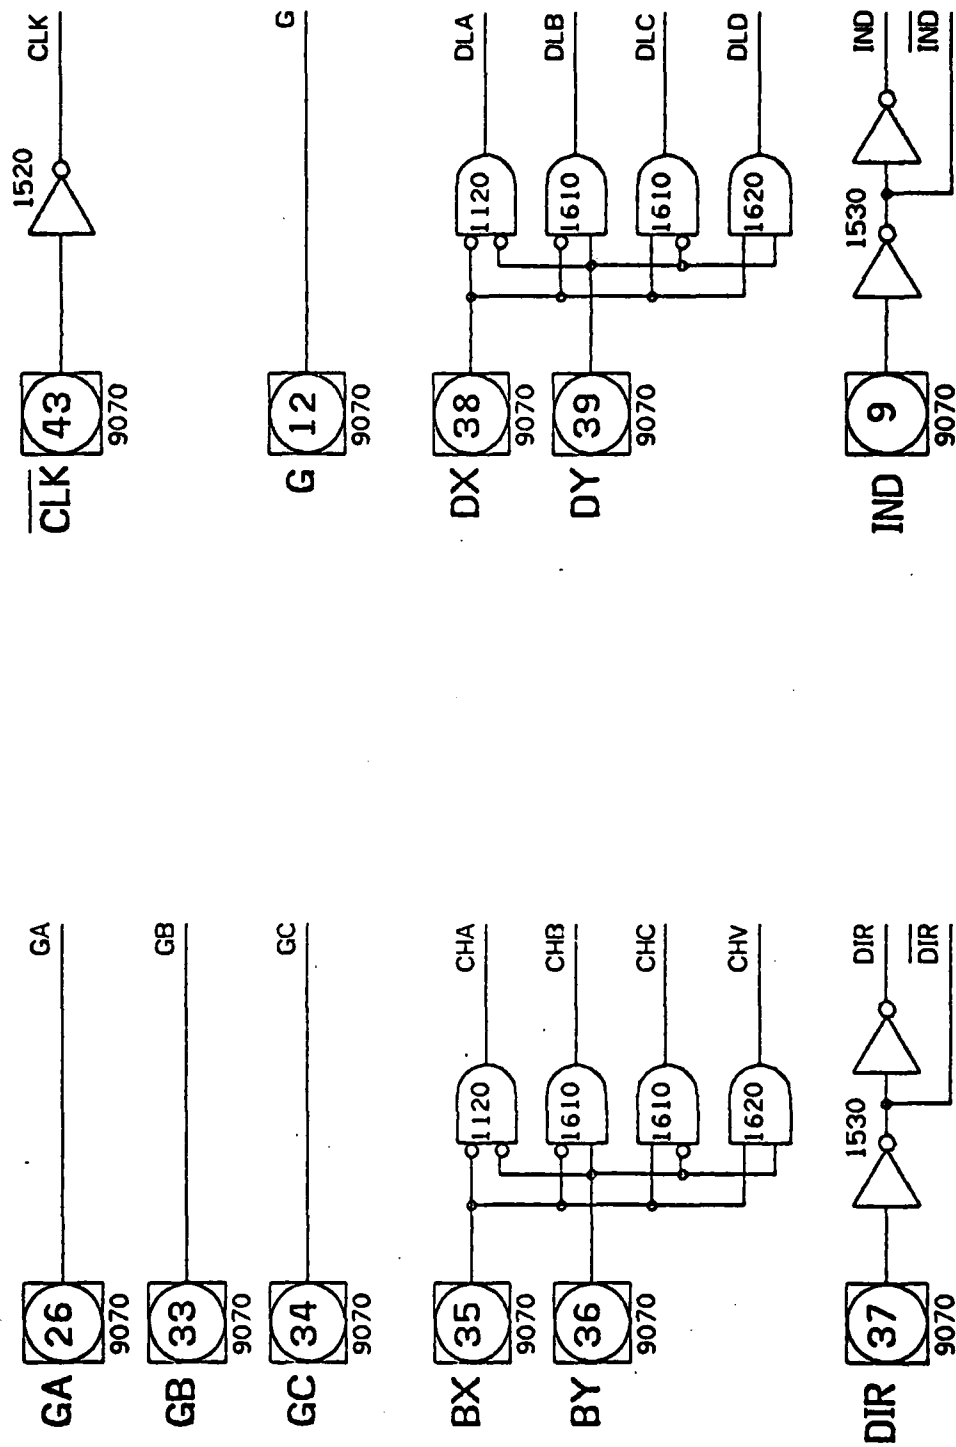 GA
26
9070
GA
GB
33
9070
GB
GC
34
9070
GC
BX
35
9070
BY
36
9070
1120
CHA
1610
CHB
1610
CHC
1620
CHV
DIR
37
9070
1530
DIR
DIR
CLK
43
9070
1520
CLK
G
12
9070
G
DX
38
9070
DY
39
9070
1120
DLA
1610
DLB
1610
DLC
1620
DLD
IND
9
9070
1530
IND
IND